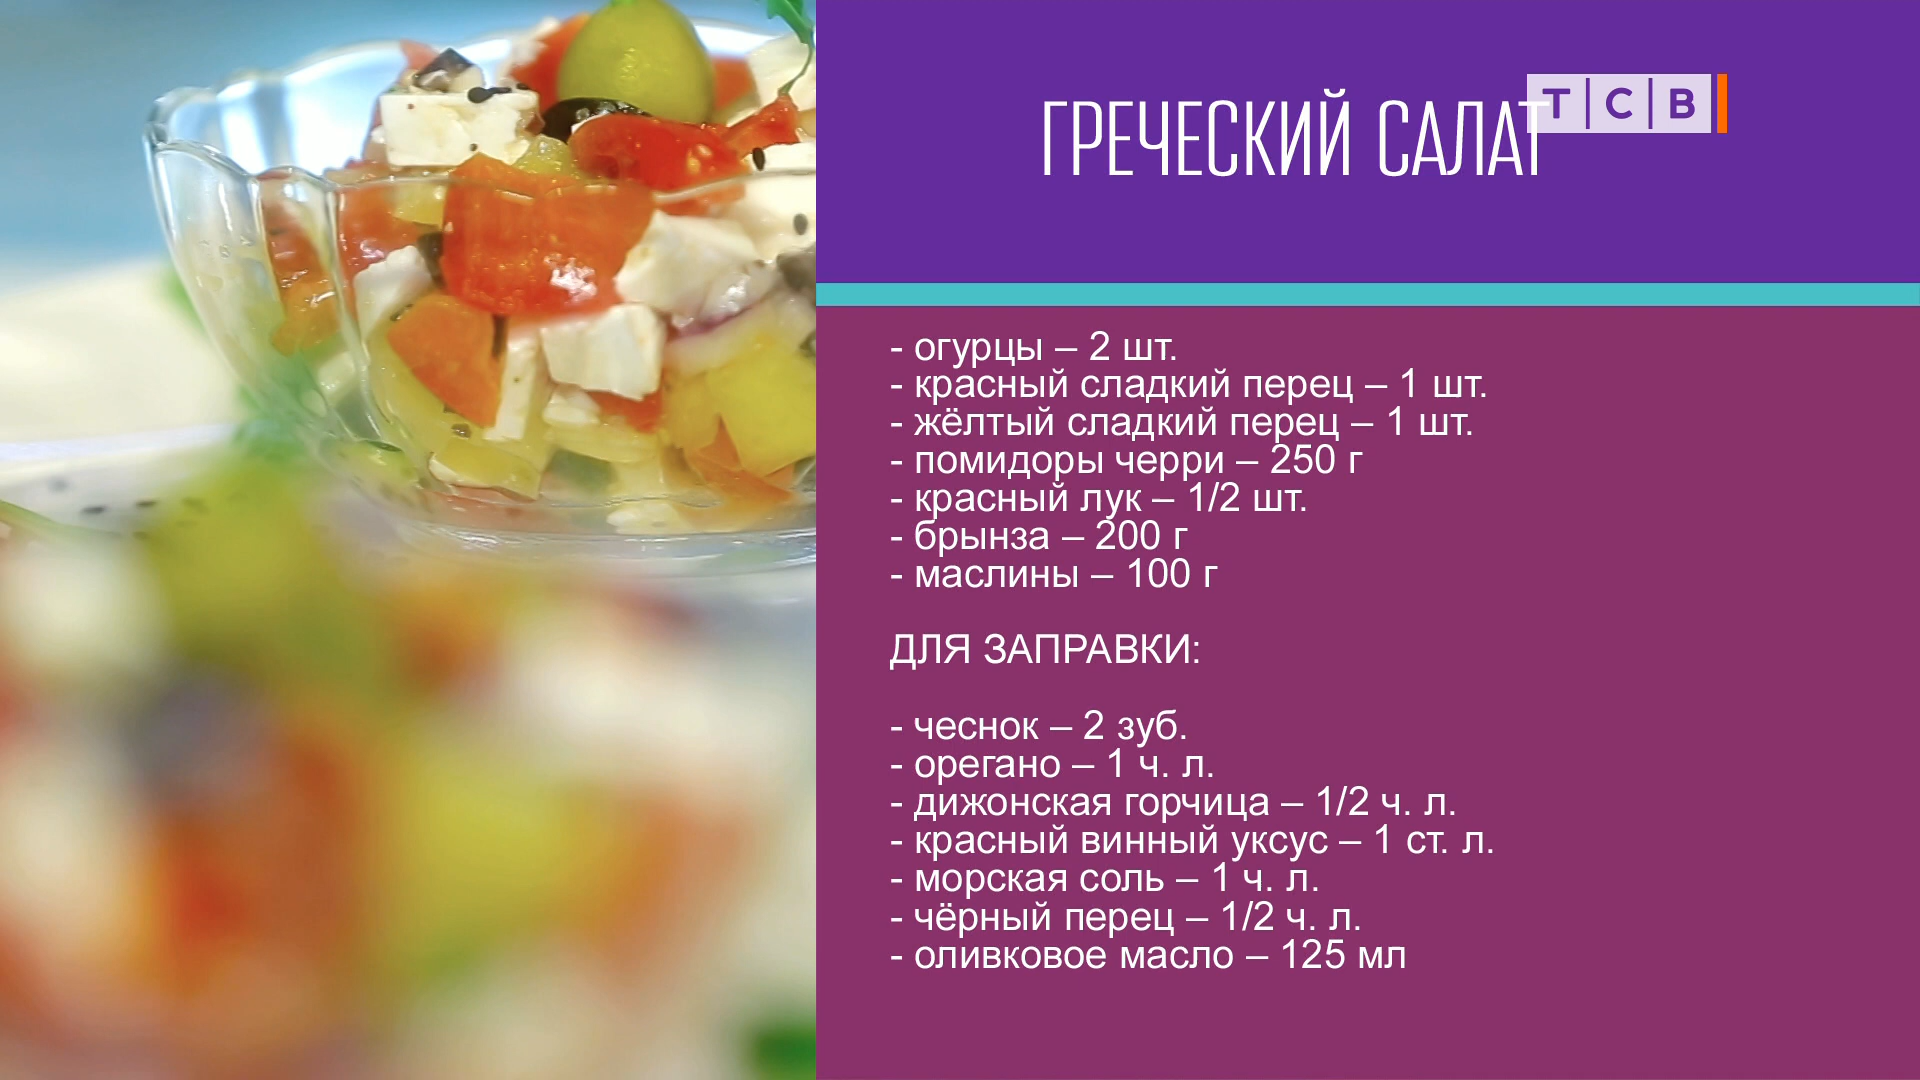 ГРЕЧЕСКИЙ САЛАТ
Т|С|В|
- огурцы – 2 шт.
- красный сладкий перец – 1 шт.
- жёлтый сладкий перец – 1 шт.
- помидоры черри – 250 г
- красный лук – 1/2 шт.
- брынза – 200 г
- маслины – 100 г
ДЛЯ ЗАПРАВКИ:
- чеснок – 2 зуб.
- орегано – 1 ч. л.
- дижонская горчица – 1/2 ч. л.
- красный винный уксус – 1 ст. л.
- морская соль – 1 ч. л.
- чёрный перец – 1/2 ч. л.
- оливковое масло – 125 мл